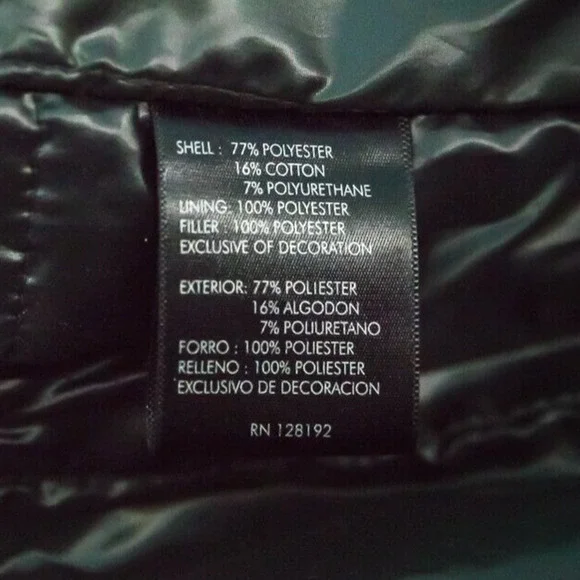 SHELL : 77% POLYESTER
16% COTTON
7% POLYURETHANE
LINING: 100% POLYESTER
FILLER : 100% POLYESTER
EXCLUSIVE OF DECORATION
EXTERIOR: 77% POLIESTER
16% ALGODON
7% POLIURETANO
FORRO : 100% POLIESTER
RELLENO : 100% POLIESTER
EXCLUSIVO DE DECORACION
RN 128192